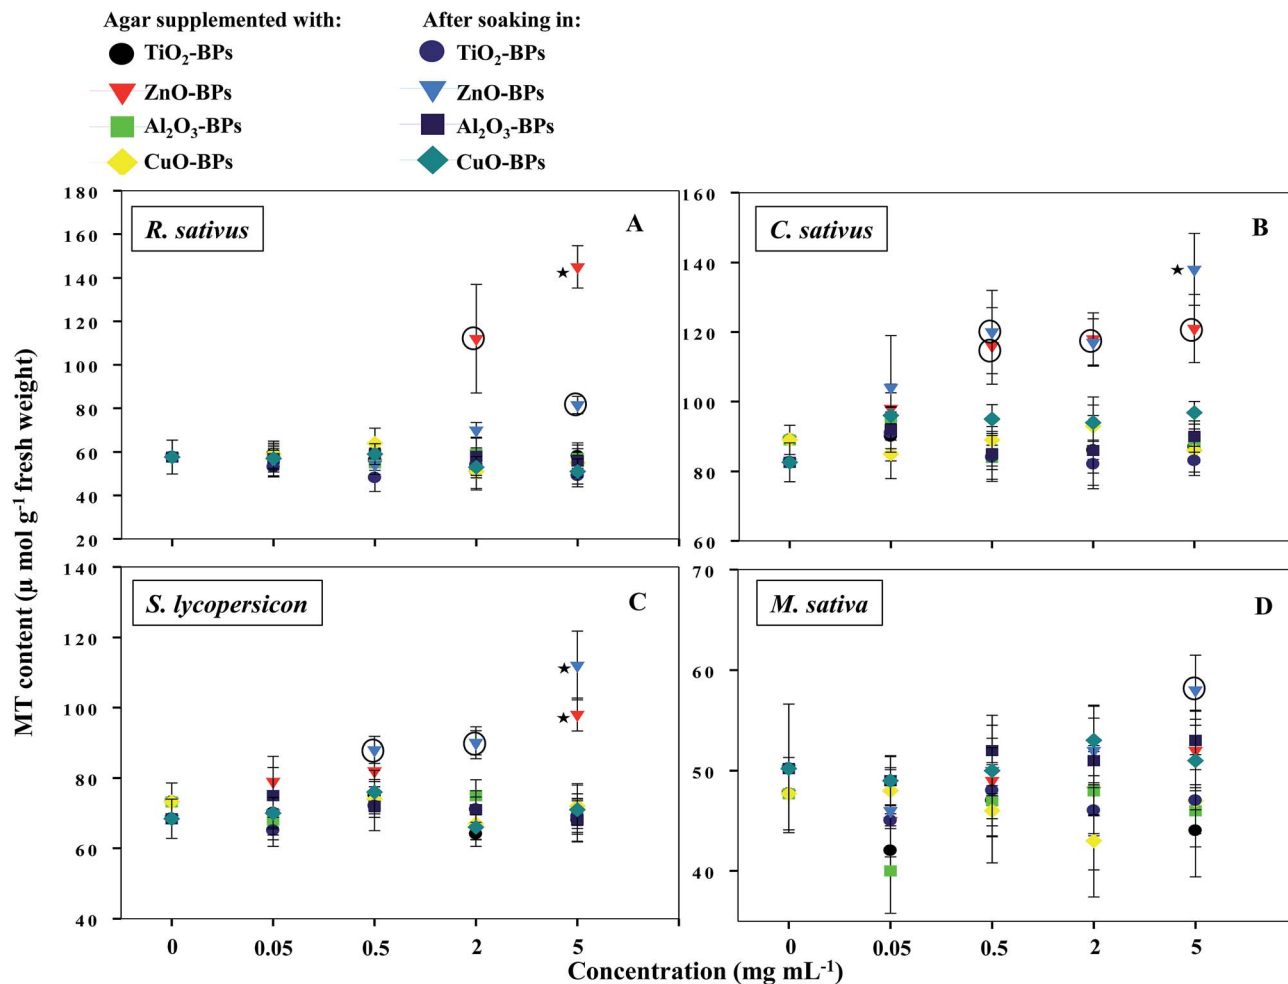 Agar supplemented with: After soaking in:
TiO₂-BPs TiO₂-BPs
ZnO-BPs ZnO-BPs
Al₂O₃-BPs Al₂O₃-BPs
CuO-BPs CuO-BPs
MT content (µ mol g⁻¹ fresh weight)
R. sativus A
180
160
140
120
100
80
60
40
20
C. sativus B
160
140
120
100
80
60
S. lycopersicon C
140
120
100
80
60
40
0 0.05 0.5 2 5
M. sativa D
70
60
50
40
0 0.05 0.5 2 5
Concentration (mg mL⁻¹)